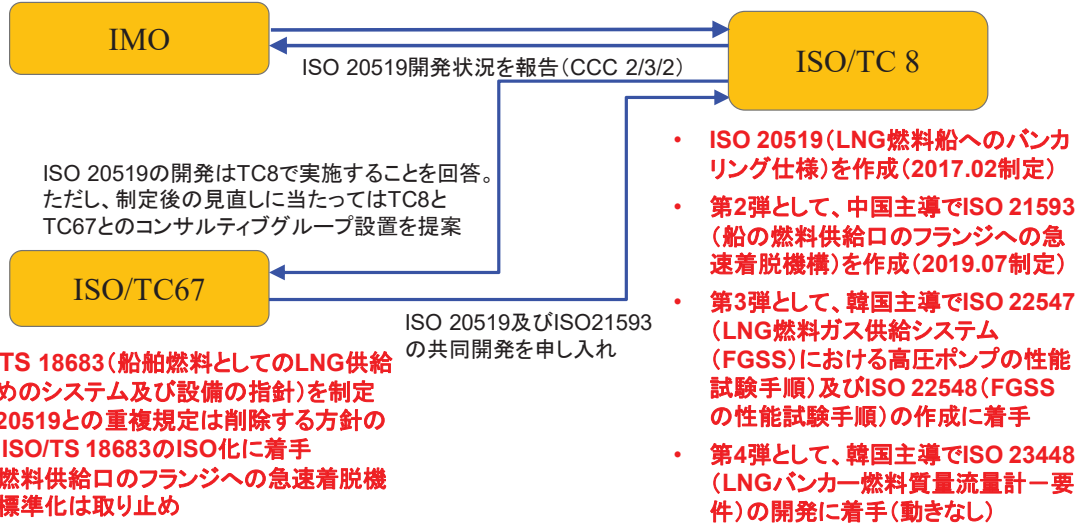 IMO
ISO/TC 8
ISO 20519開発状況を報告（CCC 2/3/2）
ISO 20519の開発はTC8で実施することを回答。
ただし、制定後の見直しに当たってはTC8と
TC67とのコンサルティブグループ設置を提案
ISO/TC67
ISO 20519及びISO21593
の共同開発を申し入れ
TS 18683（船舶燃料としてのLNG供給
めのシステム及び設備の指針）を制定
20519との重複規定は削除する方針の
ISO/TS 18683のISO化に着手
燃料供給口のフランジへの急速着脱機
標準化は取り止め
• ISO 20519（LNG燃料船へのバンカ
リング仕様）を作成（2017.02制定）
• 第2弾として、中国主導でISO 21593
（船の燃料供給口のフランジへの急
速着脱機構）を作成（2019.07制定）
• 第3弾として、韓国主導でISO 22547
（LNG燃料ガス供給システム
（FGSS）における高圧ポンプの性能
試験手順）及びISO 22548（FGSS
の性能試験手順）の作成に着手
• 第4弾として、韓国主導でISO 23448
（LNGバンカー燃料質量流量計－要
件）の開発に着手（動きなし）